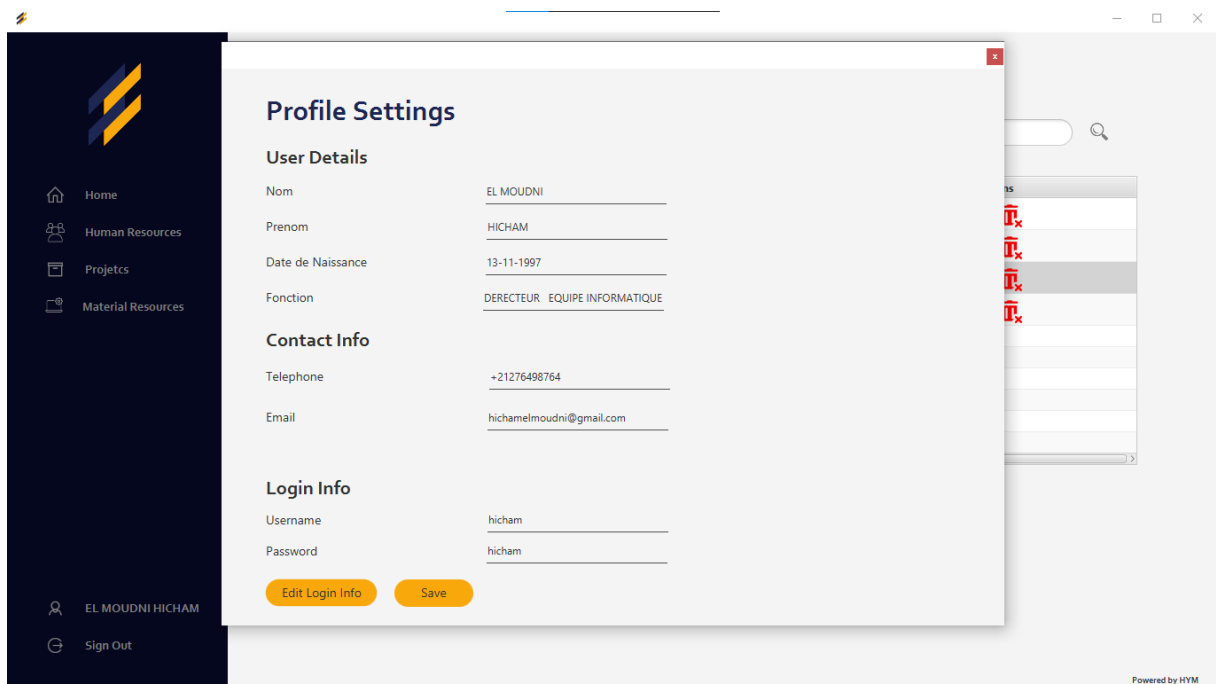 Profile Settings
User Details
Nom EL MOUDNI
Prenom HICHAM
Date de Naissance 13-11-1997
Fonction DERECTEUR EQUIPE INFORMATIQUE
Contact Info
Telephone +21276498764
Email hichamelmoudni@gmail.com
Login Info
Username hicham
Password hicham
Edit Login Info Save
Home
Human Resources
Projetcs
Material Resources
EL MOUDNI HICHAM
Sign Out
x
Powered by HYM